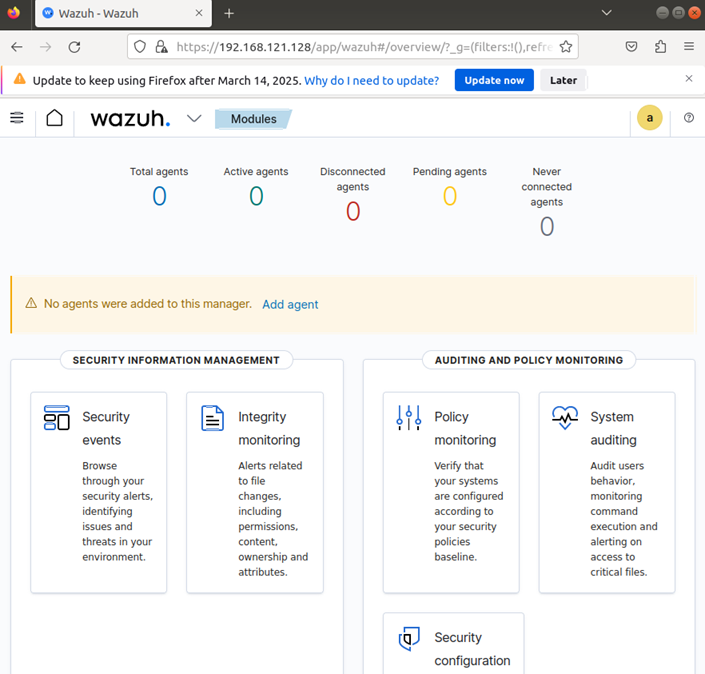 Wazuh - Wazuh
https://192.168.121.128/app/wazuh#/overview/?_g=(filters:!(),refre
Update to keep using Firefox after March 14, 2025. Why do I need to update? Update now Later
wazuh. Modules a
Total agents
0
Active agents
0
Disconnected
agents
0
Pending agents
0
Never
connected
agents
0
No agents were added to this manager. Add agent
SECURITY INFORMATION MANAGEMENT
Security
events
Browse
through your
security alerts,
identifying
issues and
threats in your
environment.
Integrity
monitoring
Alerts related
to file
changes,
including
permissions,
content,
ownership and
attributes.
AUDITING AND POLICY MONITORING
Policy
monitoring
Verify that
your systems
are configured
according to
your security
policies
baseline.
System
auditing
Audit users
behavior,
monitoring
command
execution and
alerting on
access to
critical files.
Security
configuration